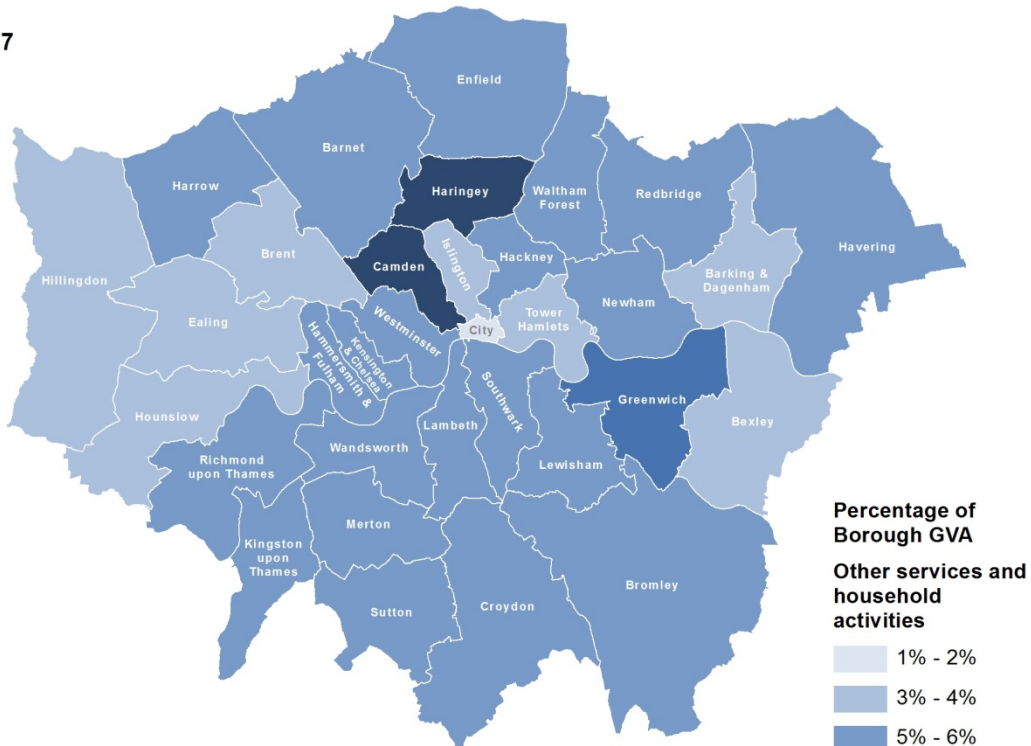 7
Enfield
Barnet
Harrow
Haringey
Waltham
Forest
Redbridge
Havering
Hillingdon
Brent
Camden
Islington
Hackney
Barking &
Dagenham
Ealing
Westminster
City
Tower
Hamlets
Newham
Kensington
& Chelsea
Hammersmith &
Fulham
Hounslow
Southwark
Greenwich
Bexley
Richmond
upon Thames
Wandsworth
Lambeth
Lewisham
Merton
Kingston
upon
Thames
Sutton
Croydon
Bromley
Percentage of
Borough GVA
Other services and
household
activities
1% - 2%
3% - 4%
5% - 6%